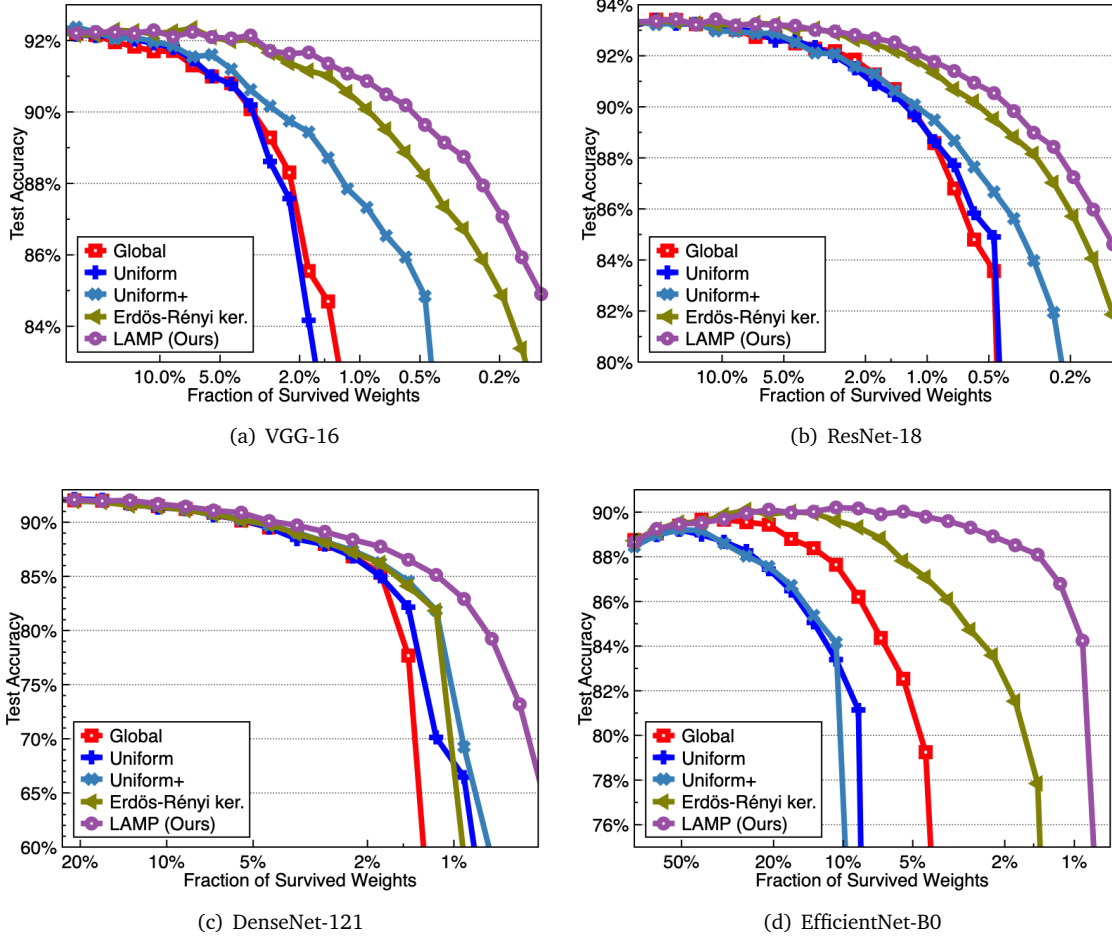 92%
90%
88%
86%
84%
Test Accuracy
Global
Uniform
Uniform+
Erdös-Rényi ker.
LAMP (Ours)
10.0% 5.0% 2.0% 1.0% 0.5% 0.2%
Fraction of Survived Weights
(a) VGG-16
94%
92%
90%
88%
86%
84%
82%
80%
Test Accuracy
Global
Uniform
Uniform+
Erdös-Rényi ker.
LAMP (Ours)
10.0% 5.0% 2.0% 1.0% 0.5% 0.2%
Fraction of Survived Weights
(b) ResNet-18
90%
85%
80%
75%
70%
65%
60%
Test Accuracy
Global
Uniform
Uniform+
Erdös-Rényi ker.
LAMP (Ours)
20% 10% 5% 2% 1%
Fraction of Survived Weights
(c) DenseNet-121
90%
88%
86%
84%
82%
80%
78%
76%
Test Accuracy
Global
Uniform
Uniform+
Erdös-Rényi ker.
LAMP (Ours)
50% 20% 10% 5% 2% 1%
Fraction of Survived Weights
(d) EfficientNet-B0